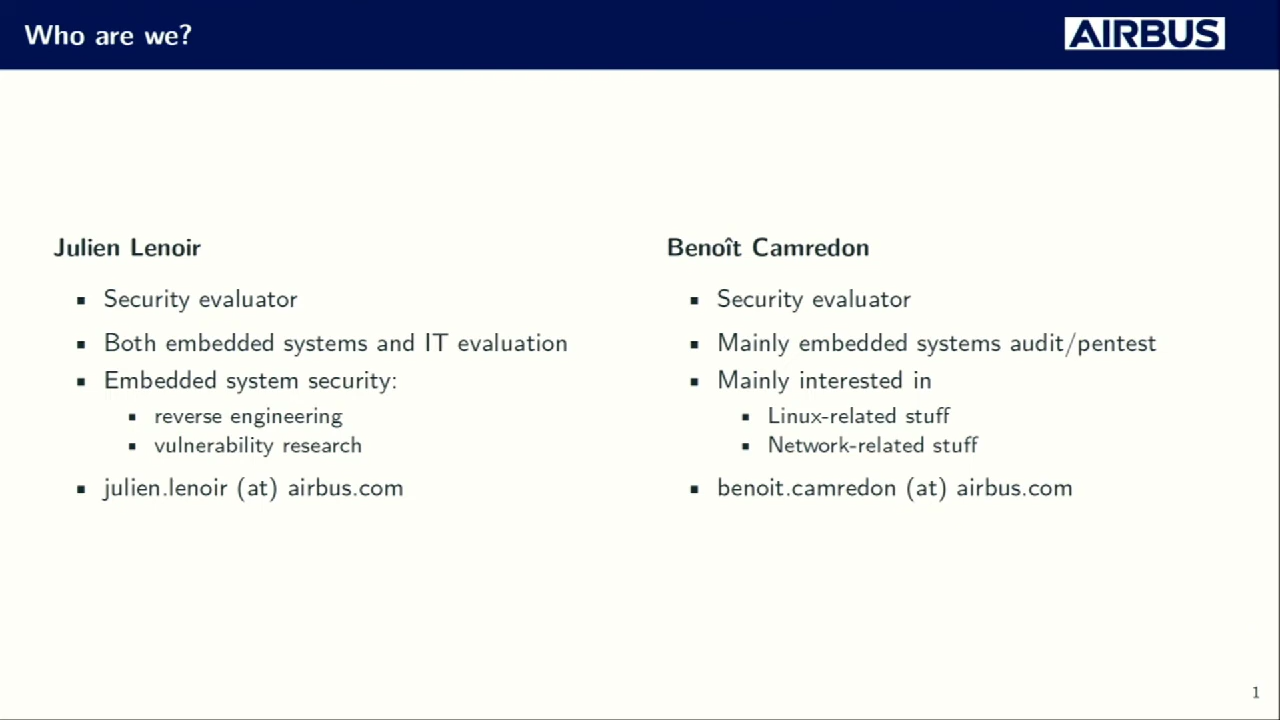 Who are we?
AIRBUS
Julien Lenoir
▪ Security evaluator
▪ Both embedded systems and IT evaluation
▪ Embedded system security:
▪ reverse engineering
▪ vulnerability research
▪ julien.lenoir (at) airbus.com
Benoît Camredon
▪ Security evaluator
▪ Mainly embedded systems audit/pentest
▪ Mainly interested in
▪ Linux-related stuff
▪ Network-related stuff
▪ benoit.camredon (at) airbus.com
1